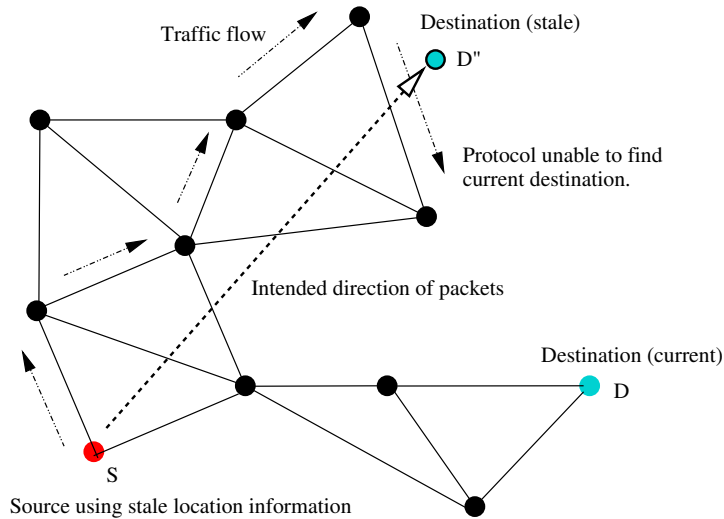 Destination (stale)
Traffic flow
D"
Protocol unable to find
current destination.
Intended direction of packets
Destination (current)
D
S
Source using stale location information